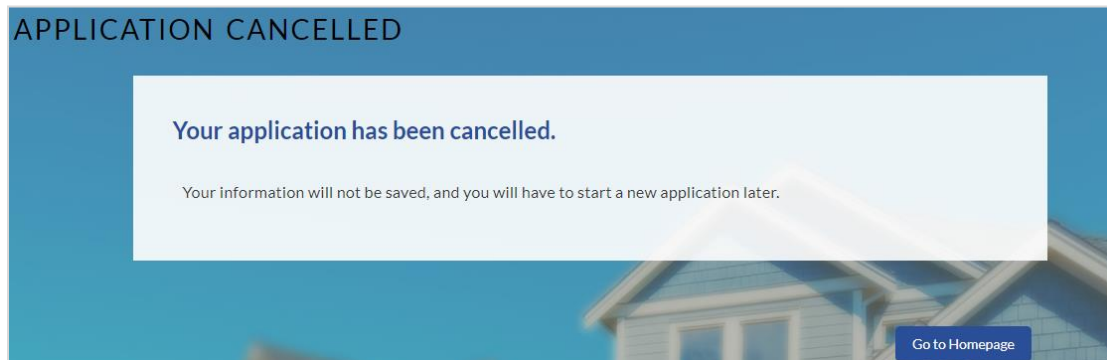 APPLICATION CANCELLED
Your application has been cancelled.
Your information will not be saved, and you will have to start a new application later.
Go to Homepage